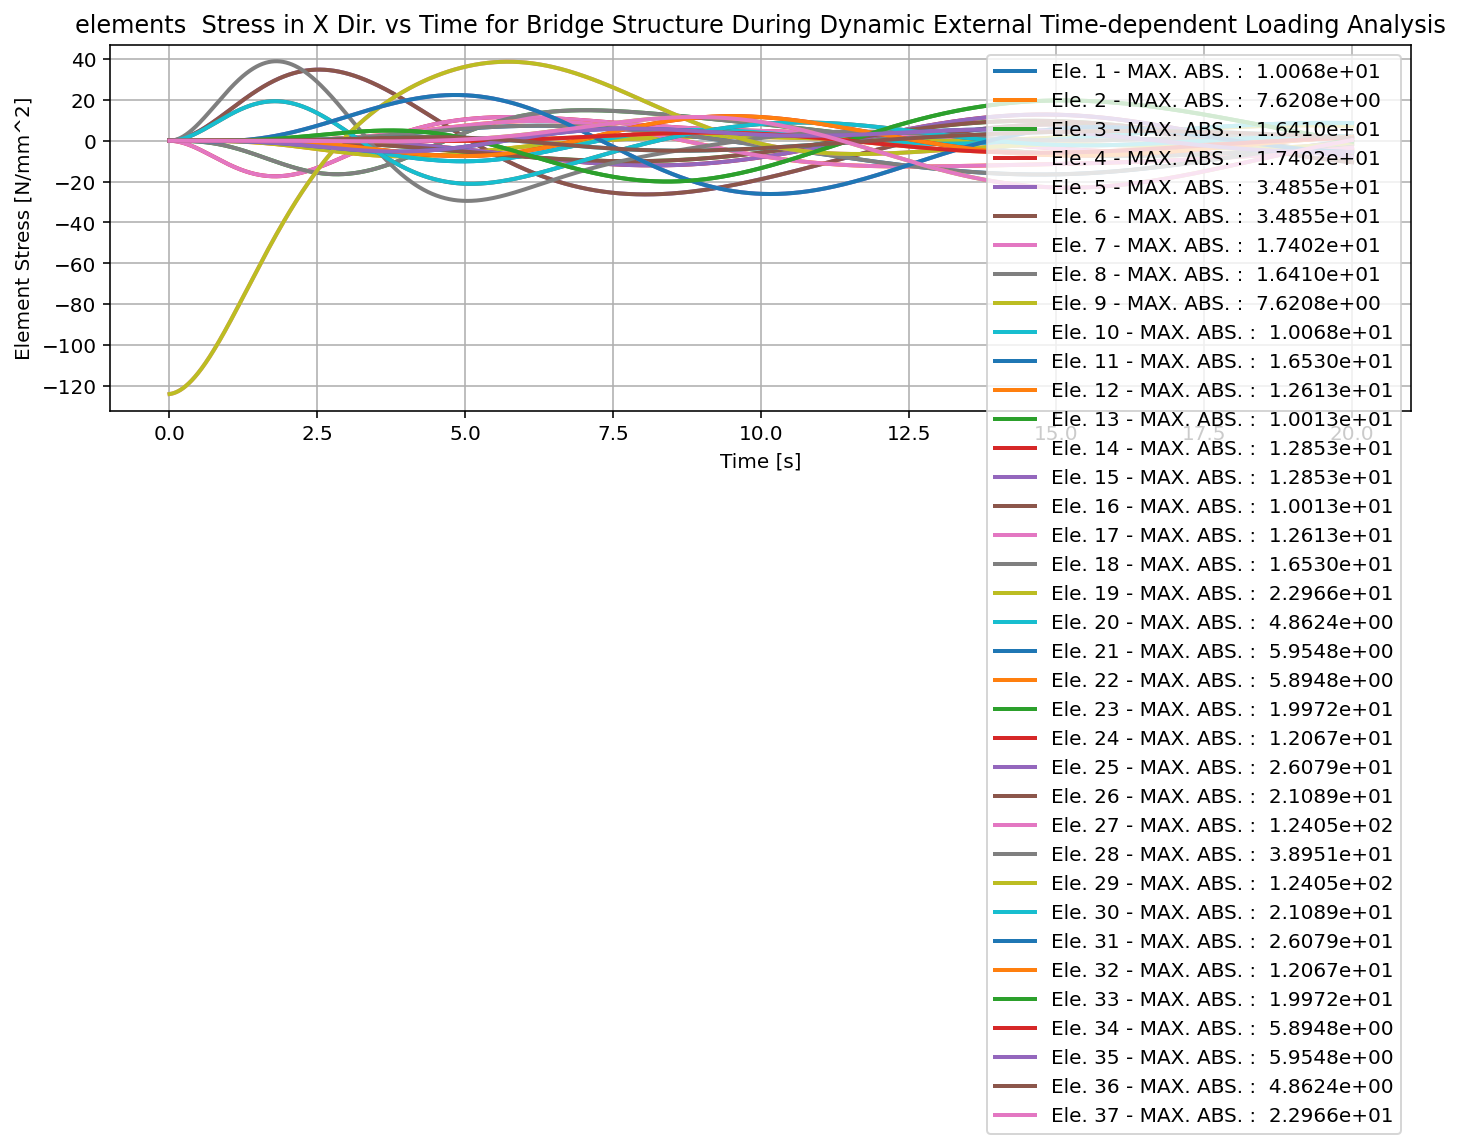 elements  Stress in X Dir. vs Time for Bridge Structure During Dynamic External Time-dependent Loading Analysis
Element Stress [N/mm^2]
40
20
0
−20
−40
−60
−80
−100
−120
0.0 2.5 5.0 7.5 10.0 12.5 15.0 17.5 20.0
Time [s]
Ele. 1 - MAX. ABS. :  1.0068e+01
Ele. 2 - MAX. ABS. :  7.6208e+00
Ele. 3 - MAX. ABS. :  1.6410e+01
Ele. 4 - MAX. ABS. :  1.7402e+01
Ele. 5 - MAX. ABS. :  3.4855e+01
Ele. 6 - MAX. ABS. :  3.4855e+01
Ele. 7 - MAX. ABS. :  1.7402e+01
Ele. 8 - MAX. ABS. :  1.6410e+01
Ele. 9 - MAX. ABS. :  7.6208e+00
Ele. 10 - MAX. ABS. :  1.0068e+01
Ele. 11 - MAX. ABS. :  1.6530e+01
Ele. 12 - MAX. ABS. :  1.2613e+01
Ele. 13 - MAX. ABS. :  1.0013e+01
Ele. 14 - MAX. ABS. :  1.2853e+01
Ele. 15 - MAX. ABS. :  1.2853e+01
Ele. 16 - MAX. ABS. :  1.0013e+01
Ele. 17 - MAX. ABS. :  1.2613e+01
Ele. 18 - MAX. ABS. :  1.6530e+01
Ele. 19 - MAX. ABS. :  2.2966e+01
Ele. 20 - MAX. ABS. :  4.8624e+00
Ele. 21 - MAX. ABS. :  5.9548e+00
Ele. 22 - MAX. ABS. :  5.8948e+00
Ele. 23 - MAX. ABS. :  1.9972e+01
Ele. 24 - MAX. ABS. :  1.2067e+01
Ele. 25 - MAX. ABS. :  2.6079e+01
Ele. 26 - MAX. ABS. :  2.1089e+01
Ele. 27 - MAX. ABS. :  1.2405e+02
Ele. 28 - MAX. ABS. :  3.8951e+01
Ele. 29 - MAX. ABS. :  1.2405e+02
Ele. 30 - MAX. ABS. :  2.1089e+01
Ele. 31 - MAX. ABS. :  2.6079e+01
Ele. 32 - MAX. ABS. :  1.2067e+01
Ele. 33 - MAX. ABS. :  1.9972e+01
Ele. 34 - MAX. ABS. :  5.8948e+00
Ele. 35 - MAX. ABS. :  5.9548e+00
Ele. 36 - MAX. ABS. :  4.8624e+00
Ele. 37 - MAX. ABS. :  2.2966e+01